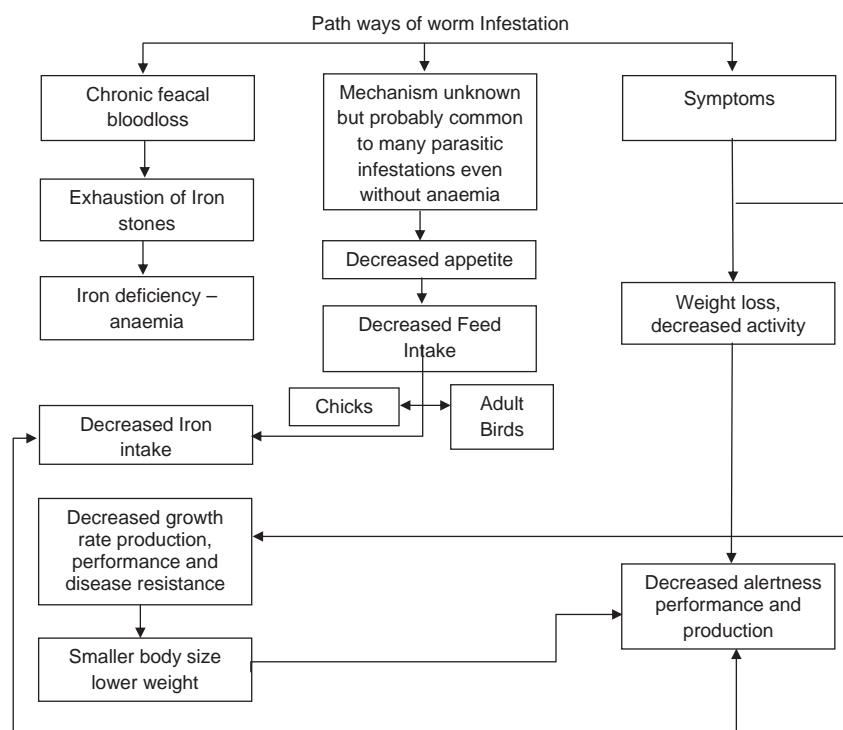 Path ways of worm Infestation
Chronic feacal
bloodloss
Exhaustion of Iron
stones
Iron deficiency –
anaemia
Mechanism unknown
but probably common
to many parasitic
infestations even
without anaemia
Decreased appetite
Decreased Feed
Intake
Chicks
Adult
Birds
Symptoms
Weight loss,
decreased activity
Decreased Iron
intake
Decreased growth
rate production,
performance and
disease resistance
Smaller body size
lower weight
Decreased alertness
performance and
production